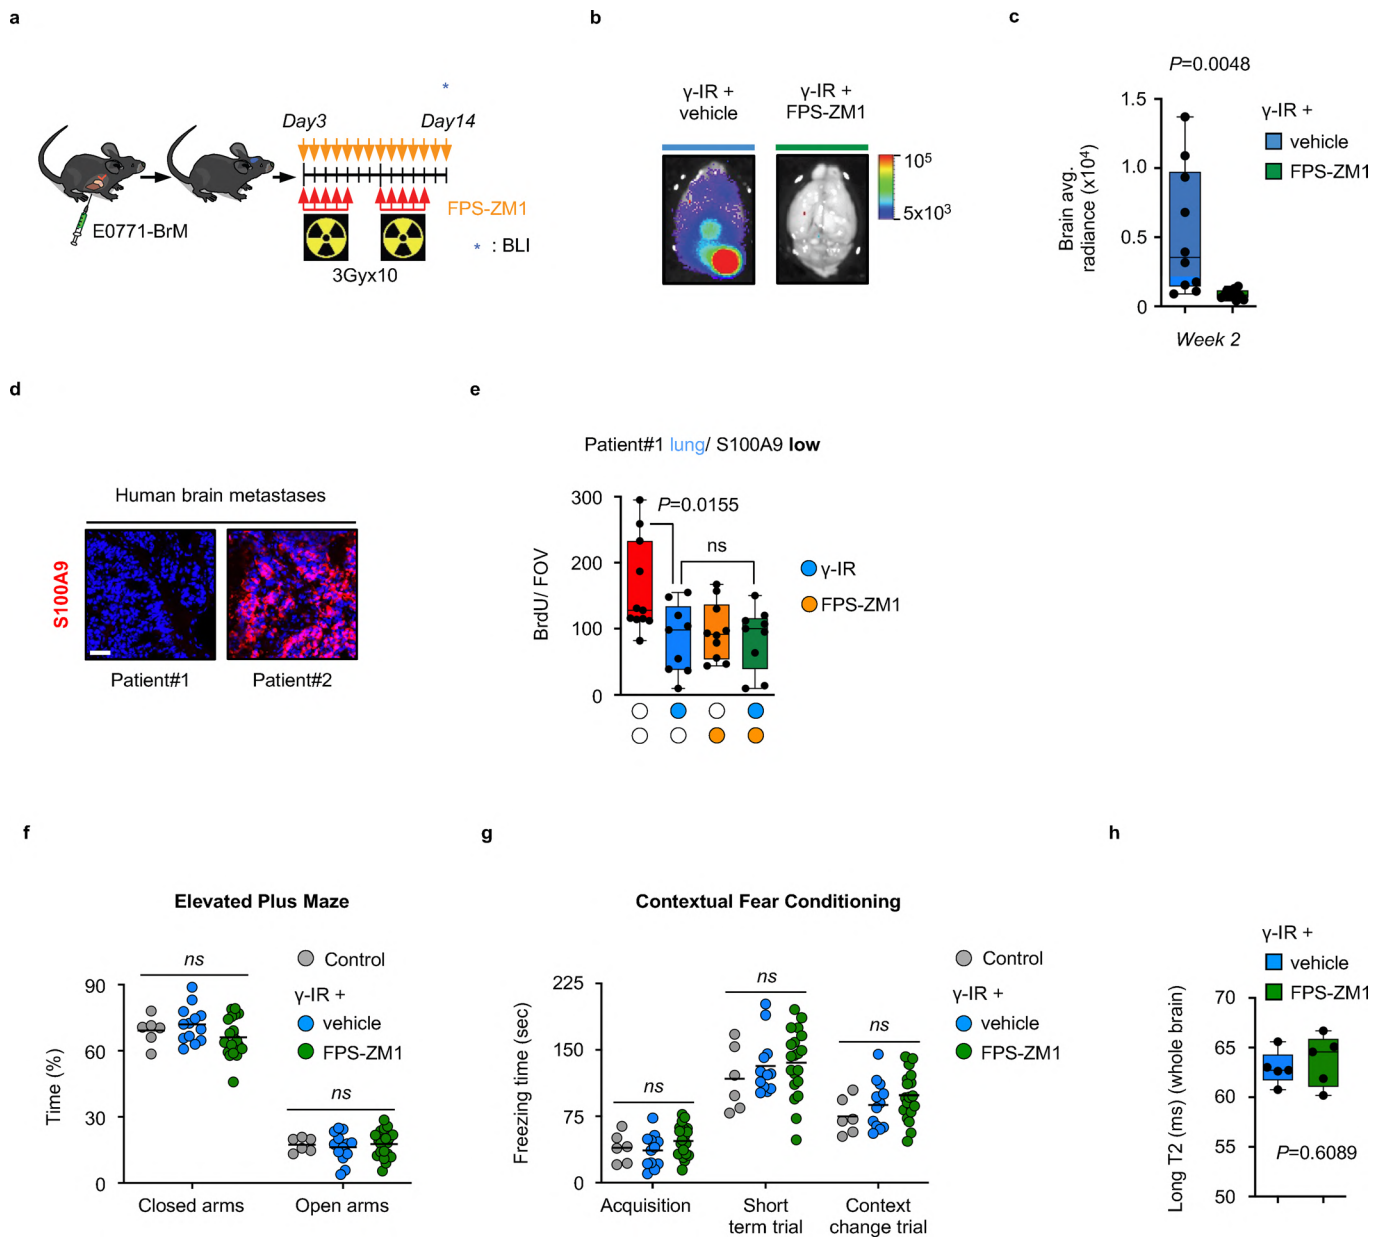 a
Day3
Day14
*
E0771-BrM
FPS-ZM1
* : BLI
3Gyx10
b
γ-IR +
vehicle
γ-IR +
FPS-ZM1
10⁵
5x10³
c
P=0.0048
γ-IR +
vehicle
FPS-ZM1
Brain avg.
radiance (x10⁴)
1.5
1.0
0.5
0
Week 2
d
Human brain metastases
S100A9
Patient#1
Patient#2
e
Patient#1 lung/ S100A9 low
P=0.0155
ns
BrdU/ FOV
300
200
100
0
γ-IR
FPS-ZM1
f
Elevated Plus Maze
ns
ns
Control
γ-IR +
vehicle
FPS-ZM1
Time (%)
90
60
30
0
Closed arms
Open arms
g
Contextual Fear Conditioning
ns
ns
ns
Control
γ-IR +
vehicle
FPS-ZM1
Freezing time (sec)
225
150
75
0
Acquisition
Short
term trial
Context
change trial
h
γ-IR +
vehicle
FPS-ZM1
Long T2 (ms) (whole brain)
70
65
60
55
50
P=0.6089